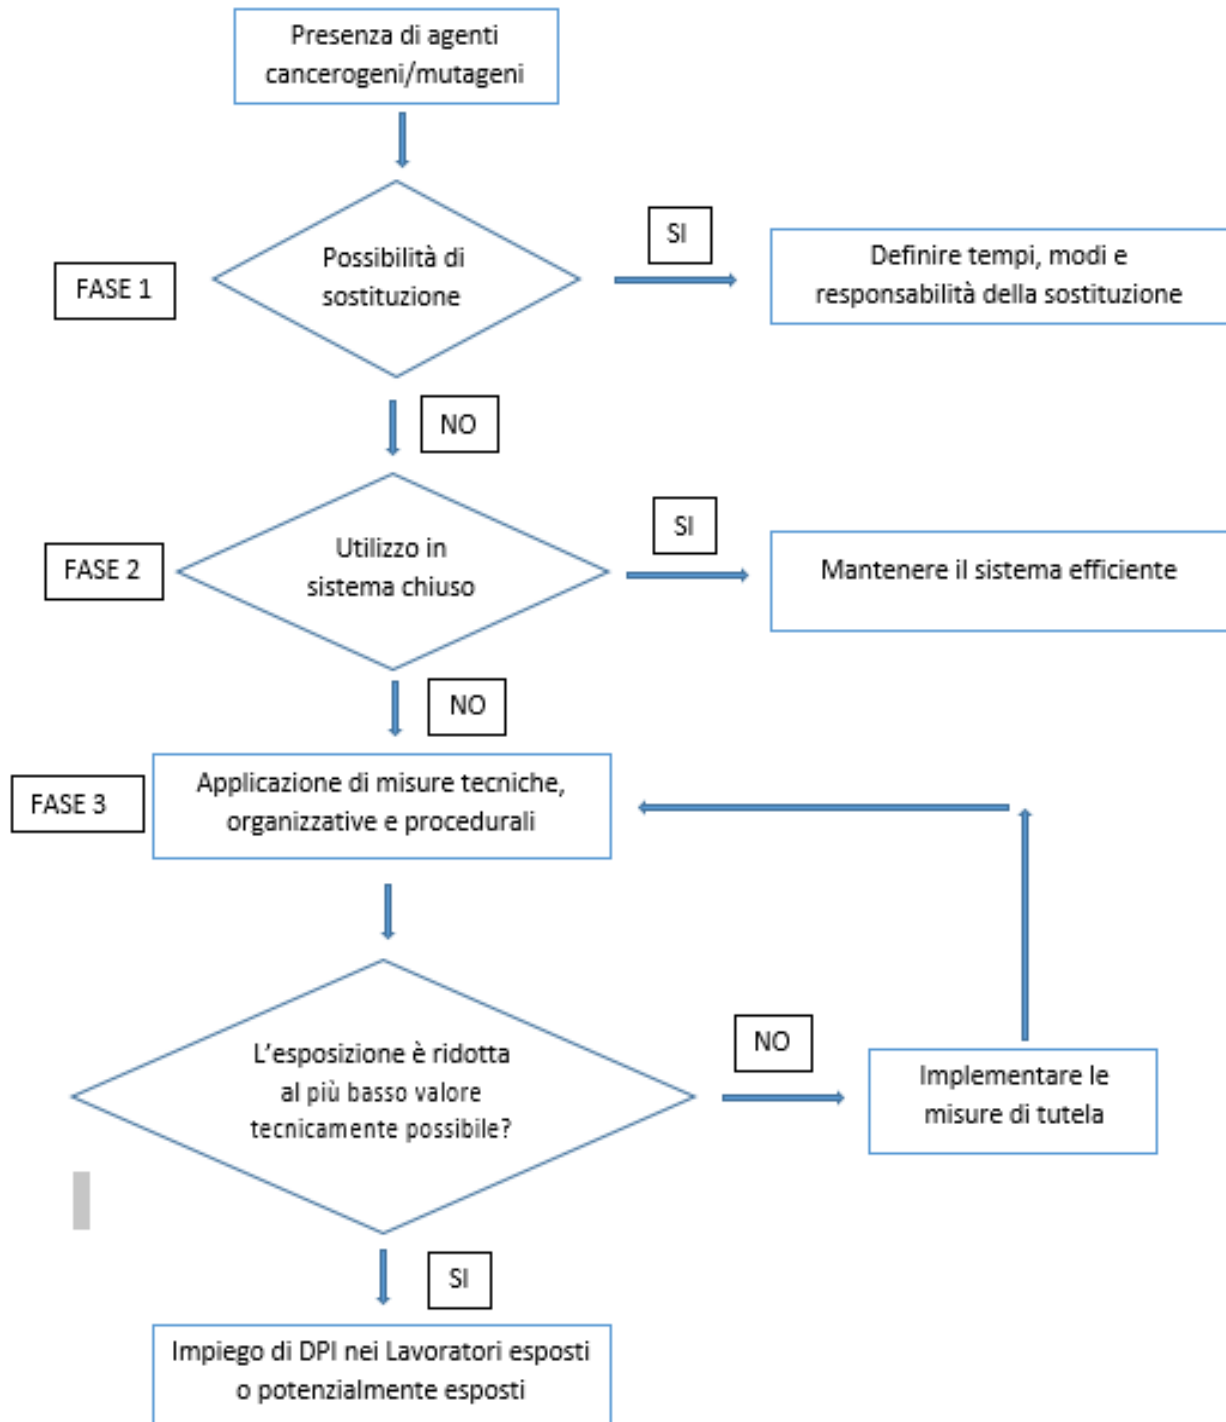 Presenza di agenti
cancerogeni/mutageni
FASE 1
Possibilità di
sostituzione
SI
Definire tempi, modi e
responsabilità della sostituzione
NO
FASE 2
Utilizzo in
sistema chiuso
SI
Mantenere il sistema efficiente
NO
FASE 3
Applicazione di misure tecniche,
organizzative e procedurali
L'esposizione è ridotta
al più basso valore
tecnicamente possibile?
NO
Implementare le
misure di tutela
SI
Impiego di DPI nei Lavoratori esposti
o potenzialmente esposti